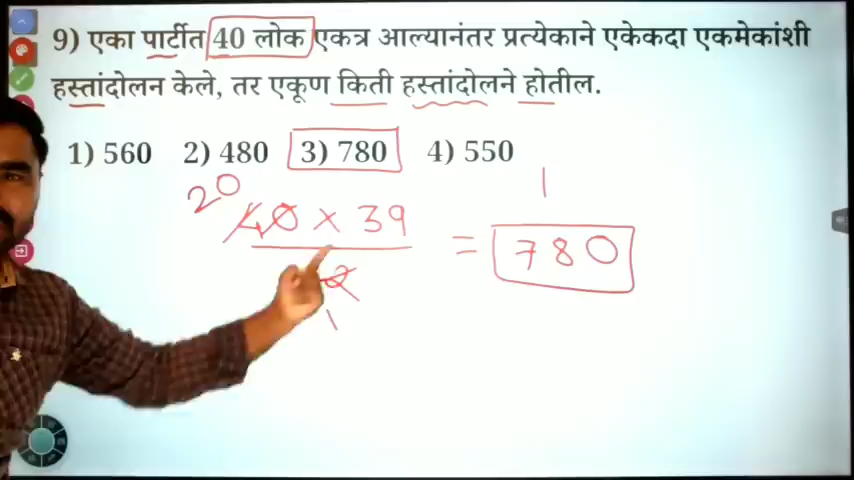 9) एका पार्टीत 40 लोक एकत्र आल्यानंतर प्रत्येकाने एकेकदा एकमेकांशी
हस्तांदोलन केले, तर एकूण किती हस्तांदोलने होतील.
1) 560 2) 480 3) 780 4) 550
20
40 × 39 = 780
2
1